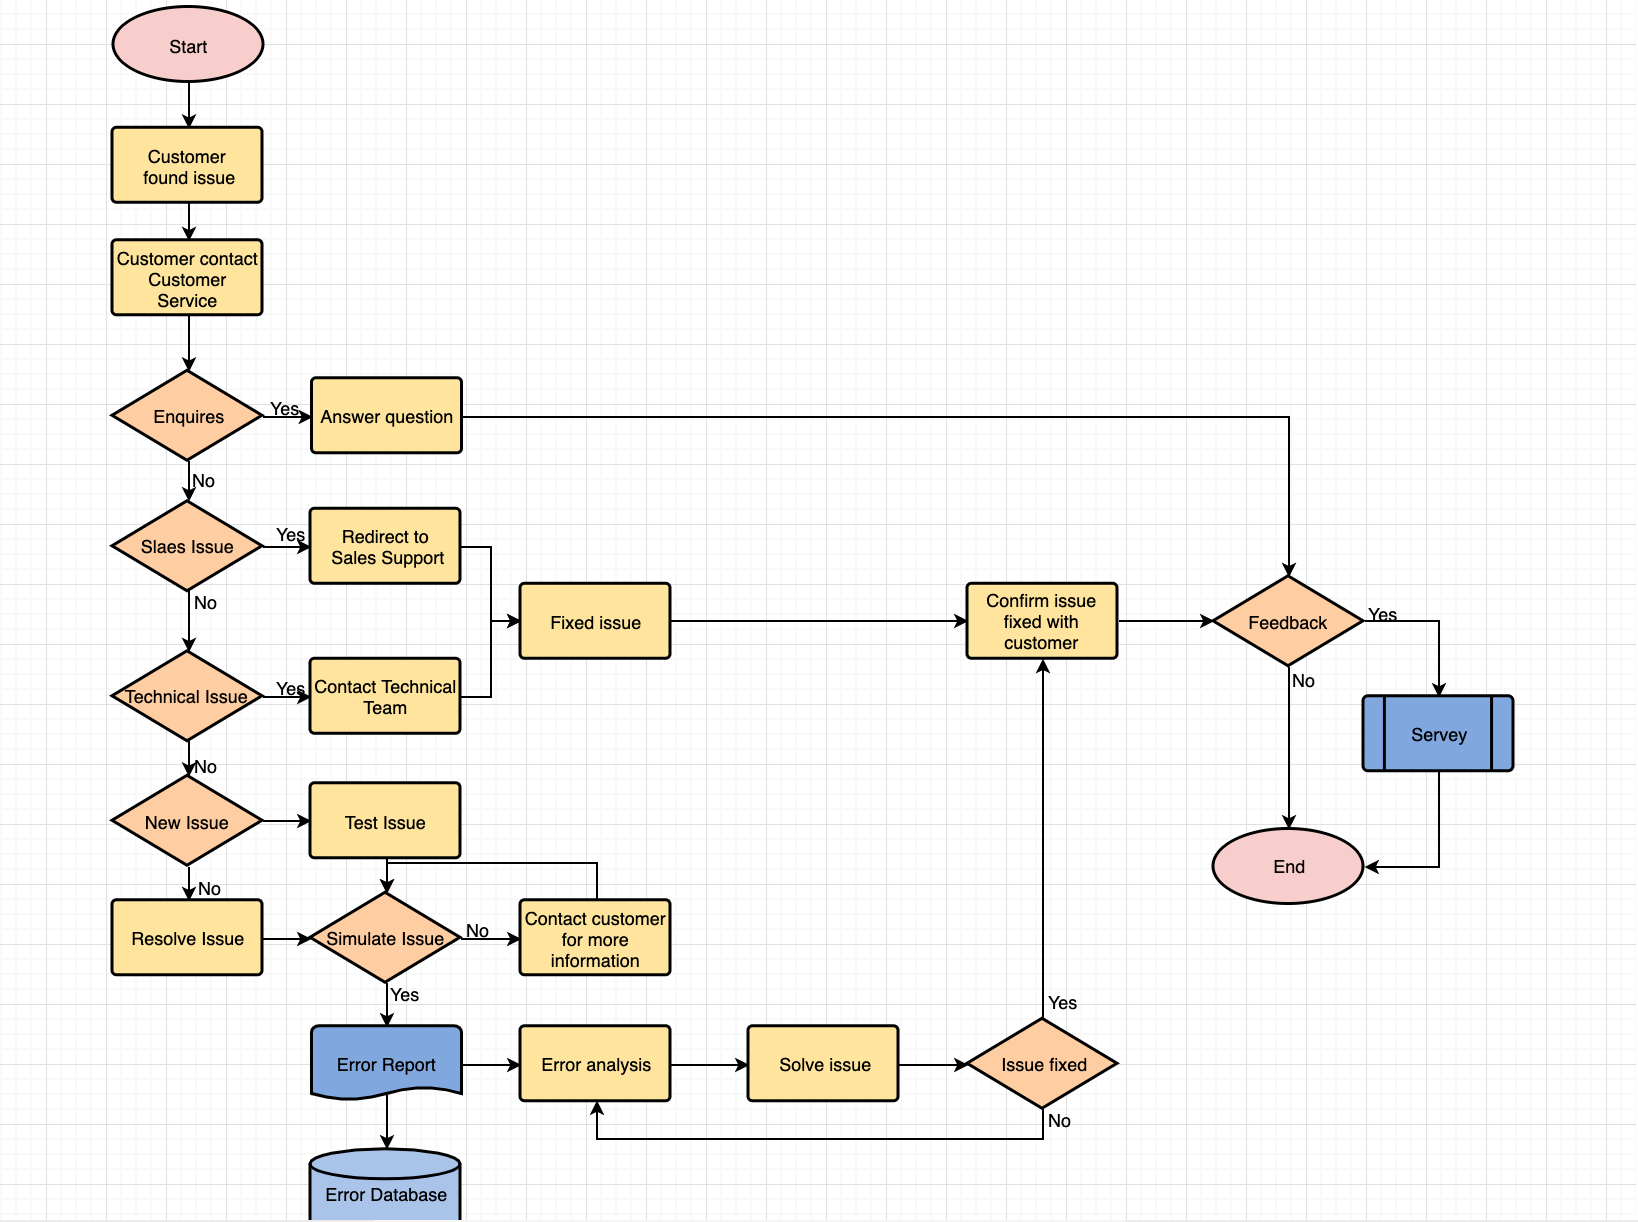 Start
Customer
found issue
Customer contact
Customer
Service
Enquires
Yes
Answer question
No
Slaes Issue
Yes
Redirect to
Sales Support
No
Technical Issue
Yes
Contact Technical
Team
Fixed issue
Confirm issue
fixed with
customer
Feedback
Yes
No
Servey
End
No
New Issue
Test Issue
No
Resolve Issue
Simulate Issue
No
Contact customer
for more
information
Yes
Error Report
Error analysis
Solve issue
Issue fixed
Yes
No
Error Database